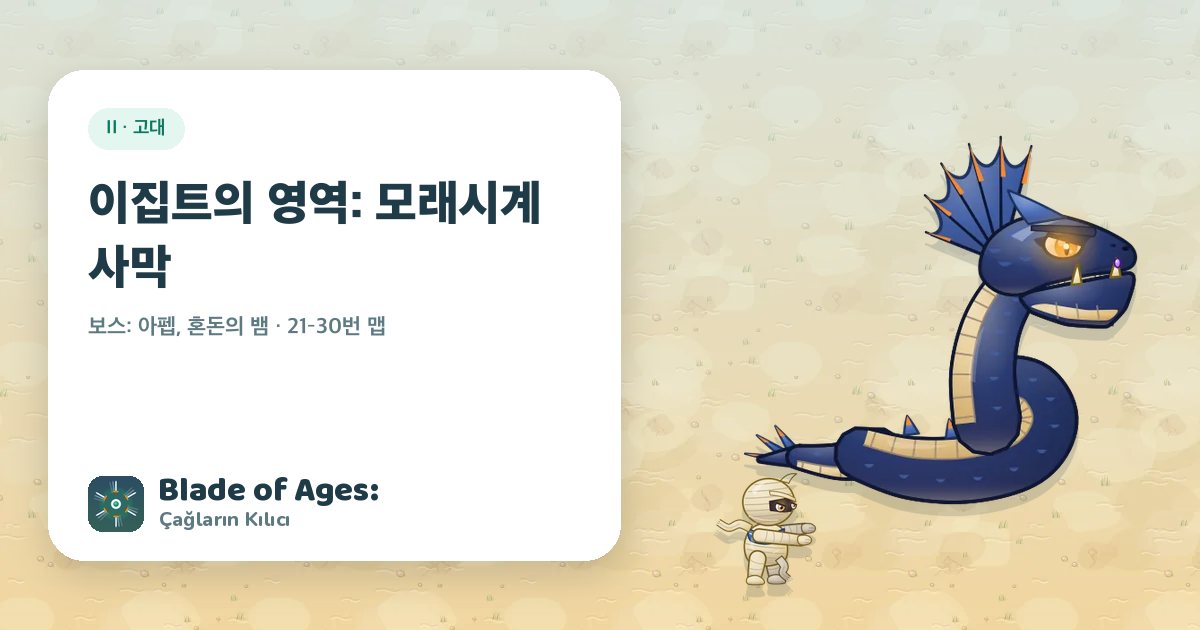 II · 고대
이집트의 영역: 모래시계
사막
보스: 아펩, 혼돈의 뱀 · 21-30번 맵
Blade of Ages:
Çağların Kılıcı